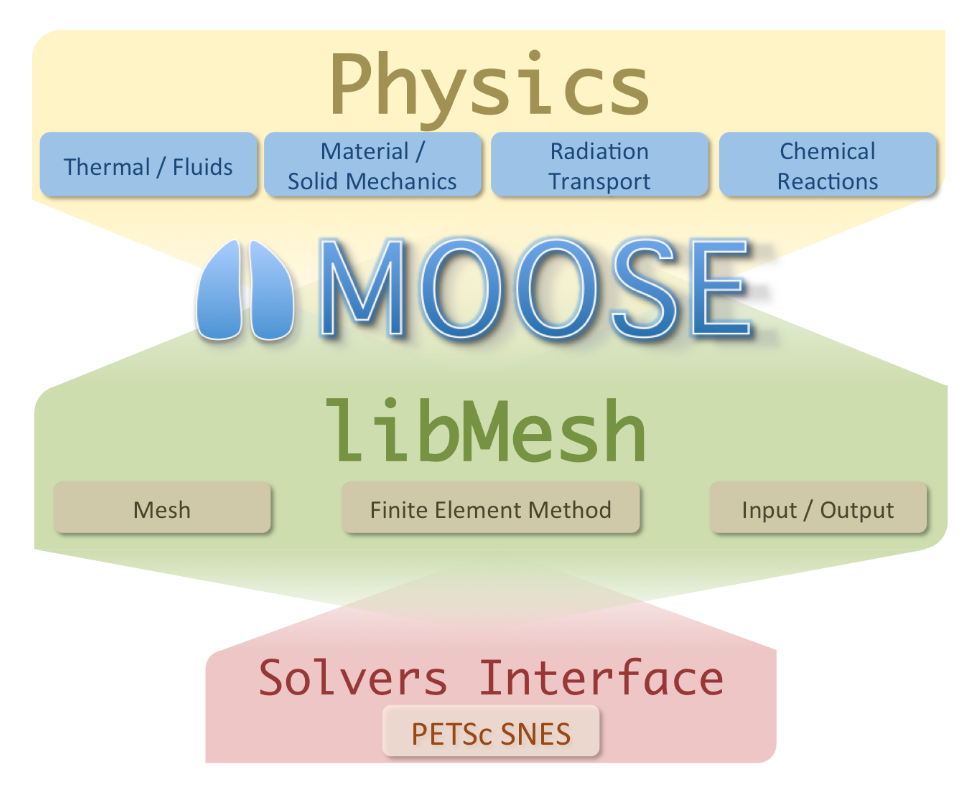 Physics
Thermal / Fluids
Material /
Solid Mechanics
Radiation
Transport
Chemical
Reactions
MOOSE
libMesh
Mesh
Finite Element Method
Input / Output
Solvers Interface
PETSc SNES